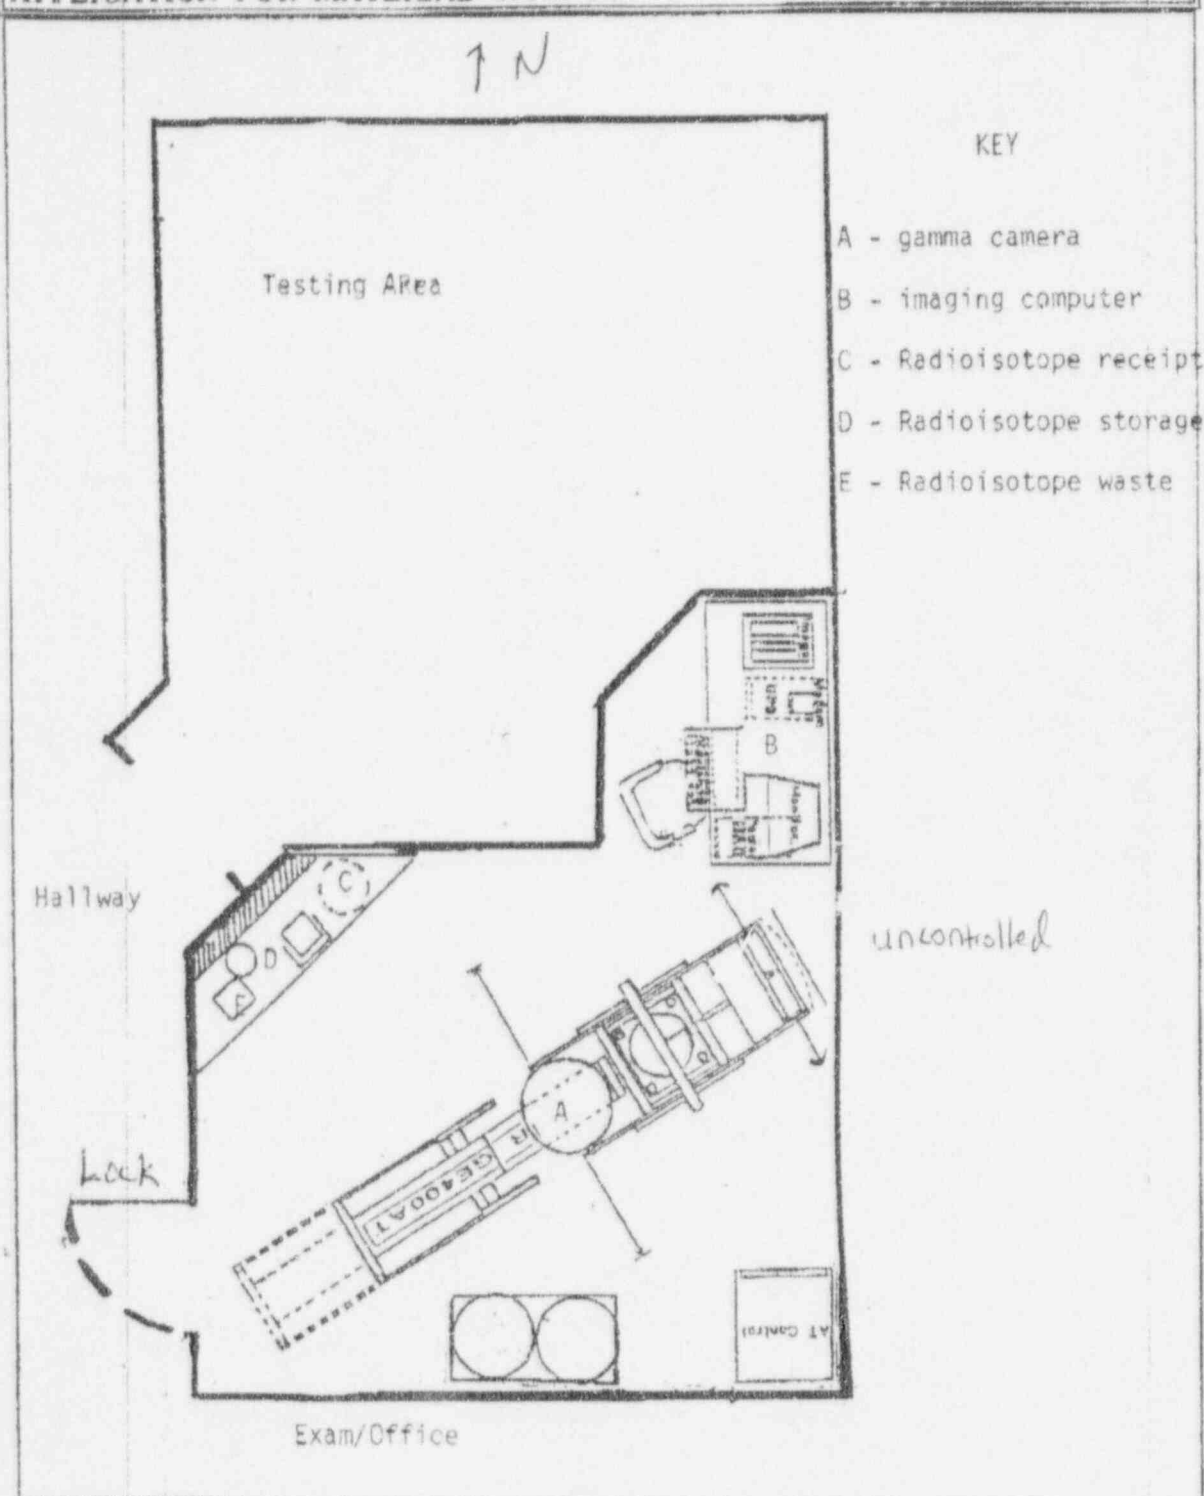 ↑ N
KEY
A - gamma camera
B - imaging computer
C - Radioisotope receipt
D - Radioisotope storage
E - Radioisotope waste
Testing ARea
B
Monitor
Hallway
C
D
E
uncontrolled
A
GE400AT
Lock
AT Control
Exam/Office